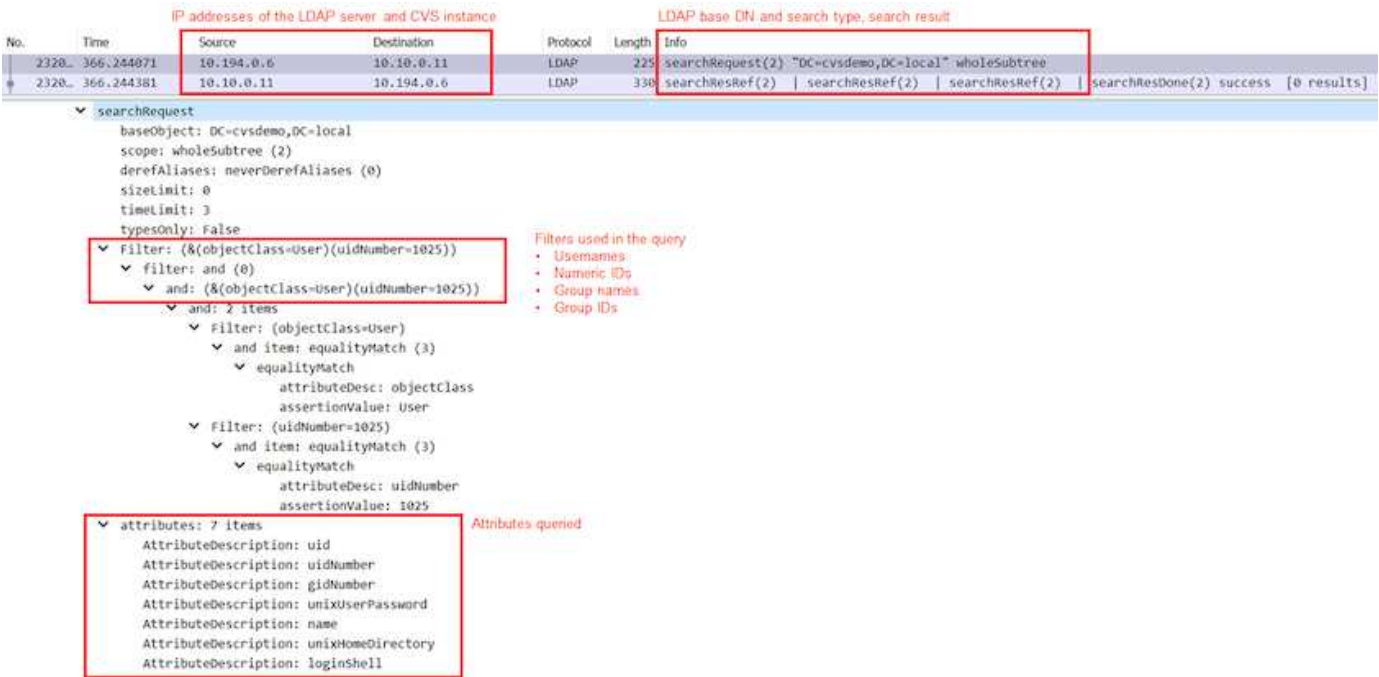 IP addresses of the LDAP server and CVS instance LDAP base DN and search type, search result
No. Time Source Destination Protocol Length Info
2320… 366.244071 10.194.0.6 10.10.0.11 LDAP 225 searchRequest(2) "DC=cvsdemo,DC=local" wholeSubtree
2320… 366.244381 10.10.0.11 10.194.0.6 LDAP 330 searchResRef(2) | searchResRef(2) | searchResRef(2) | searchResDone(2) success [0 results]
searchRequest
baseObject: DC=cvsdemo,DC=local
scope: wholeSubtree (2)
derefAliases: neverDerefAliases (0)
sizeLimit: 0
timeLimit: 3
typesOnly: False
Filter: (&(objectClass=User)(uidNumber=1025))
filter: and (0)
and: (&(objectClass=User)(uidNumber=1025))
Filters used in the query
• Usernames
• Numeric IDs
• Group names
• Group IDs
and: 2 items
Filter: (objectClass=User)
and item: equalityMatch (3)
equalityMatch
attributeDesc: objectClass
assertionValue: User
Filter: (uidNumber=1025)
and item: equalityMatch (3)
equalityMatch
attributeDesc: uidNumber
assertionValue: 1025
attributes: 7 items
Attributes queried
AttributeDescription: uid
AttributeDescription: uidNumber
AttributeDescription: gidNumber
AttributeDescription: unixUserPassword
AttributeDescription: name
AttributeDescription: unixHomeDirectory
AttributeDescription: loginShell